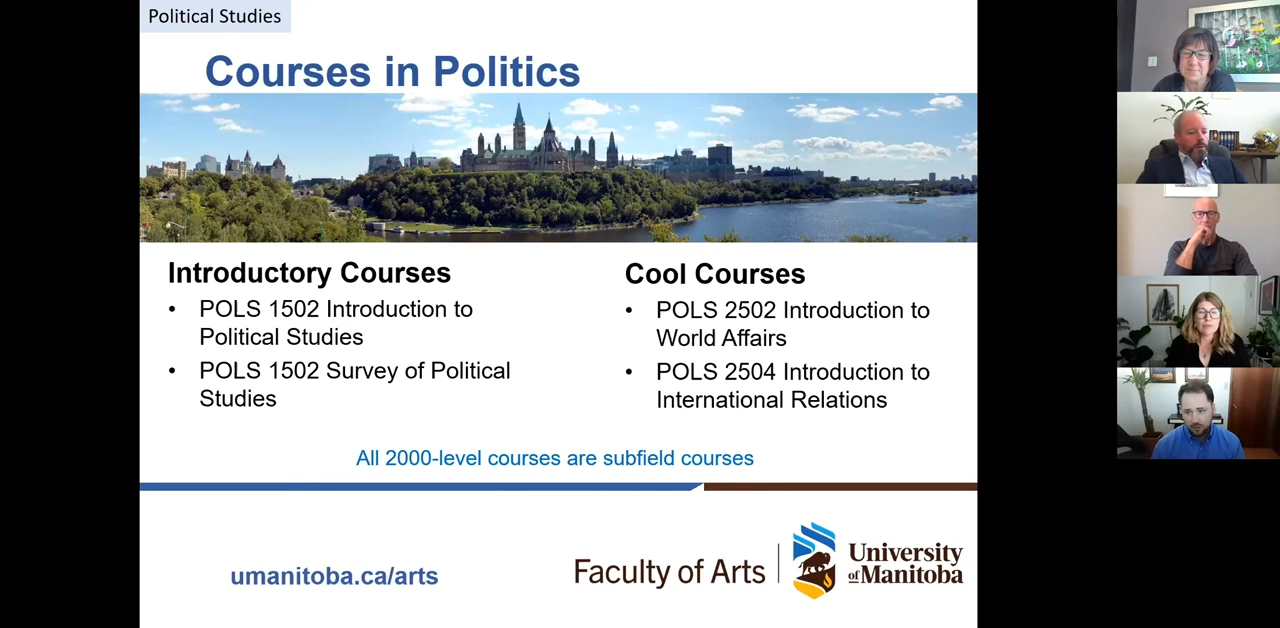 Political Studies
Courses in Politics
Introductory Courses
• POLS 1502 Introduction to
Political Studies
• POLS 1502 Survey of Political
Studies
Cool Courses
• POLS 2502 Introduction to
World Affairs
• POLS 2504 Introduction to
International Relations
All 2000-level courses are subfield courses
umanitoba.ca/arts
Faculty of Arts
University
of Manitoba